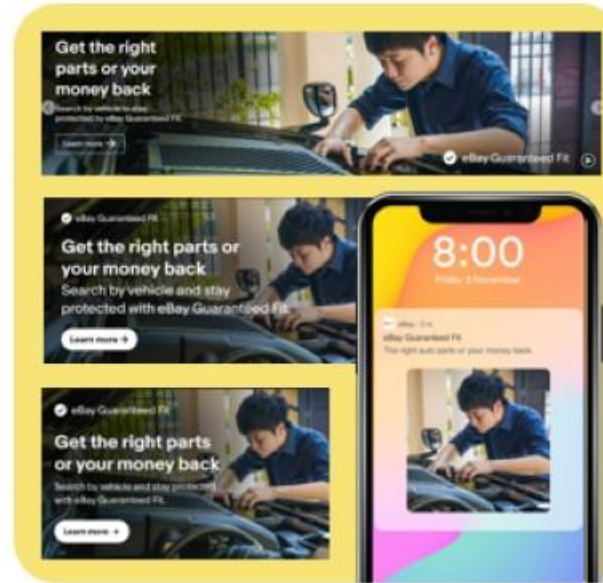 Get the right
parts or your
money back
Search by vehicle to stay
protected by eBay Guaranteed Fit.
Learn more →
eBay Guaranteed Fit
eBay Guaranteed Fit
Get the right parts or
your money back
Search by vehicle and stay
protected with eBay Guaranteed Fit.
Learn more →
8:00
Friday, 3 November
eBay
eBay Guaranteed Fit
The right auto parts or your money back.
eBay Guaranteed Fit
Get the right parts
or your money back
Search by vehicle and stay protected
with eBay Guaranteed Fit.
Learn more →